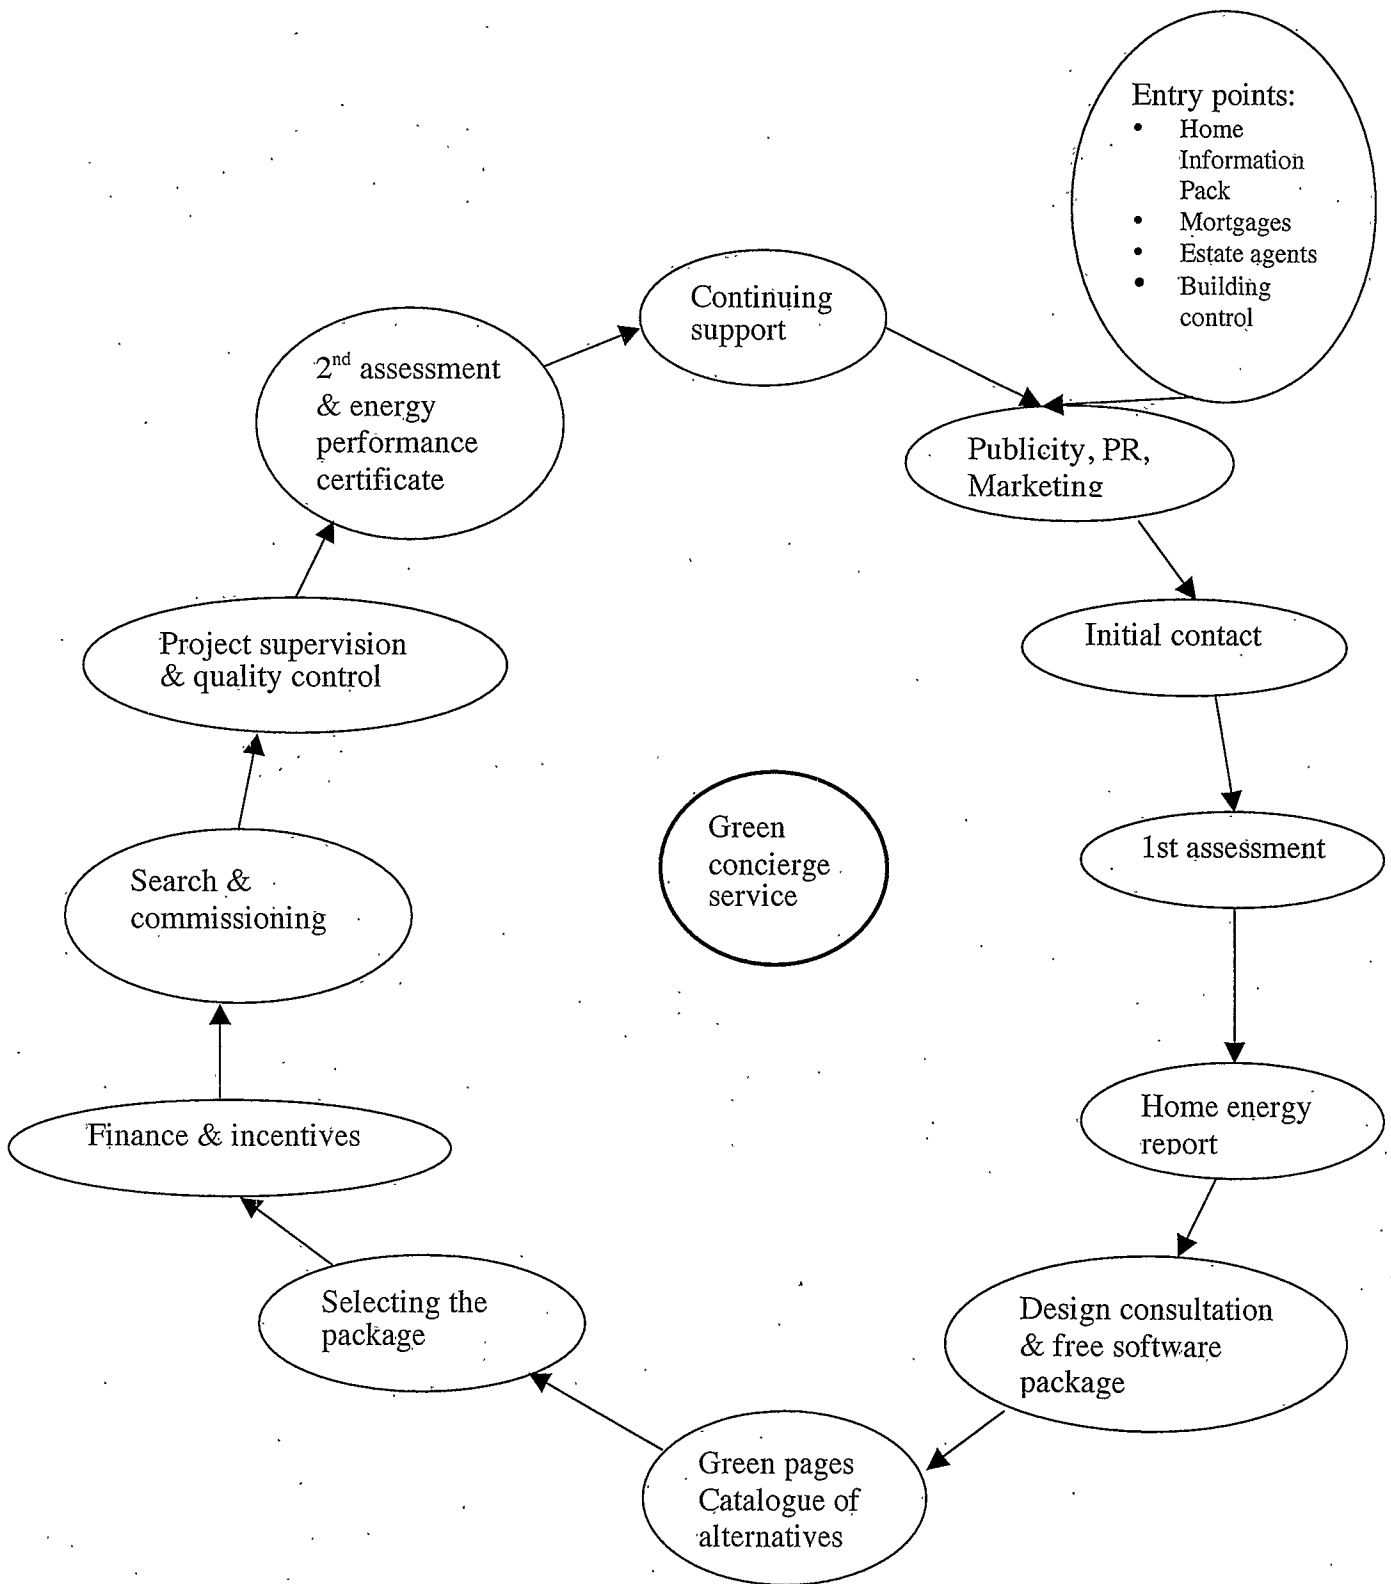 Entry points:
• Home
Information
Pack
• Mortgages
• Estate agents
• Building
control
Continuing
support
2nd assessment
& energy
performance
certificate
Publicity, PR,
Marketing
Initial contact
Project supervision
& quality control
1st assessment
Green
concierge
service
Search &
commissioning
Home energy
report
Finance & incentives
Design consultation
& free software
package
Selecting the
package
Green pages
Catalogue of
alternatives